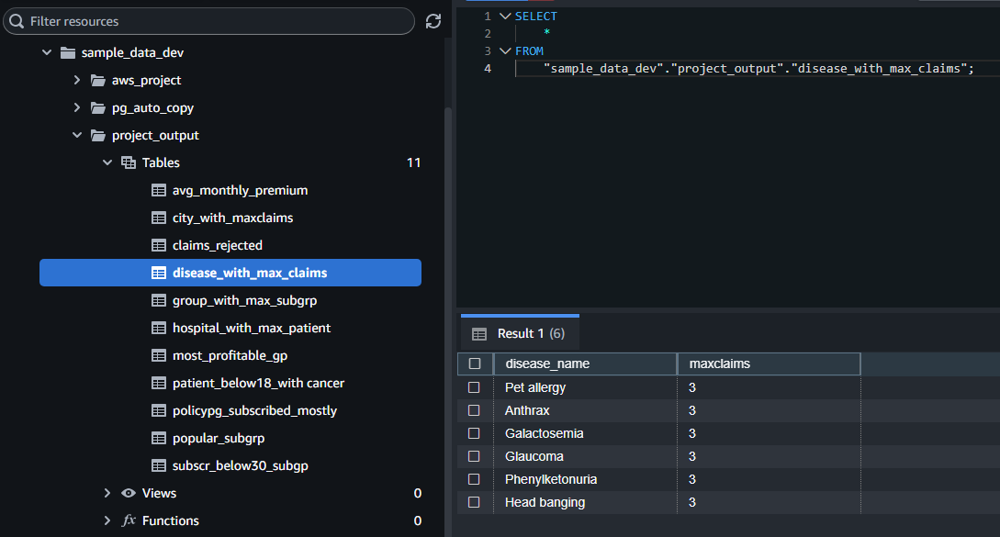 Filter resources
sample_data_dev
aws_project
pg_auto_copy
project_output
Tables 11
avg_monthly_premium
city_with_maxclaims
claims_rejected
disease_with_max_claims
group_with_max_subgrp
hospital_with_max_patient
most_profitable_gp
patient_below18_with cancer
policypg_subscribed_mostly
popular_subgrp
subscr_below30_subgp
Views 0
fx Functions 0
1 SELECT
2 *
3 FROM
4 "sample_data_dev"."project_output"."disease_with_max_claims";
Result 1 (6)
disease_name maxclaims
Pet allergy 3
Anthrax 3
Galactosemia 3
Glaucoma 3
Phenylketonuria 3
Head banging 3